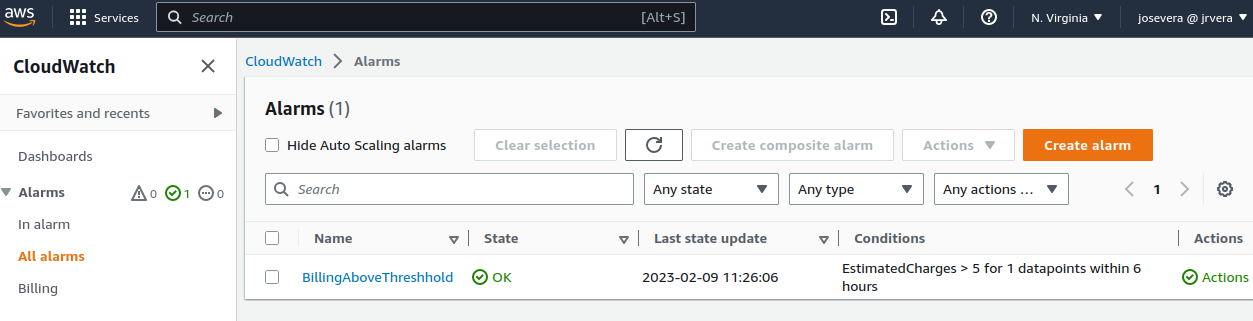 aws
Services
Search
[Alt+S]
N. Virginia
josevera @ jrvera
CloudWatch
Favorites and recents
Dashboards
Alarms
0
1
0
In alarm
All alarms
Billing
CloudWatch
Alarms
Alarms (1)
Hide Auto Scaling alarms
Clear selection
Create composite alarm
Actions
Create alarm
Search
Any state
Any type
Any actions ...
1
Name
State
Last state update
Conditions
Actions
BillingAboveThreshhold
OK
2023-02-09 11:26:06
EstimatedCharges > 5 for 1 datapoints within 6
hours
Actions